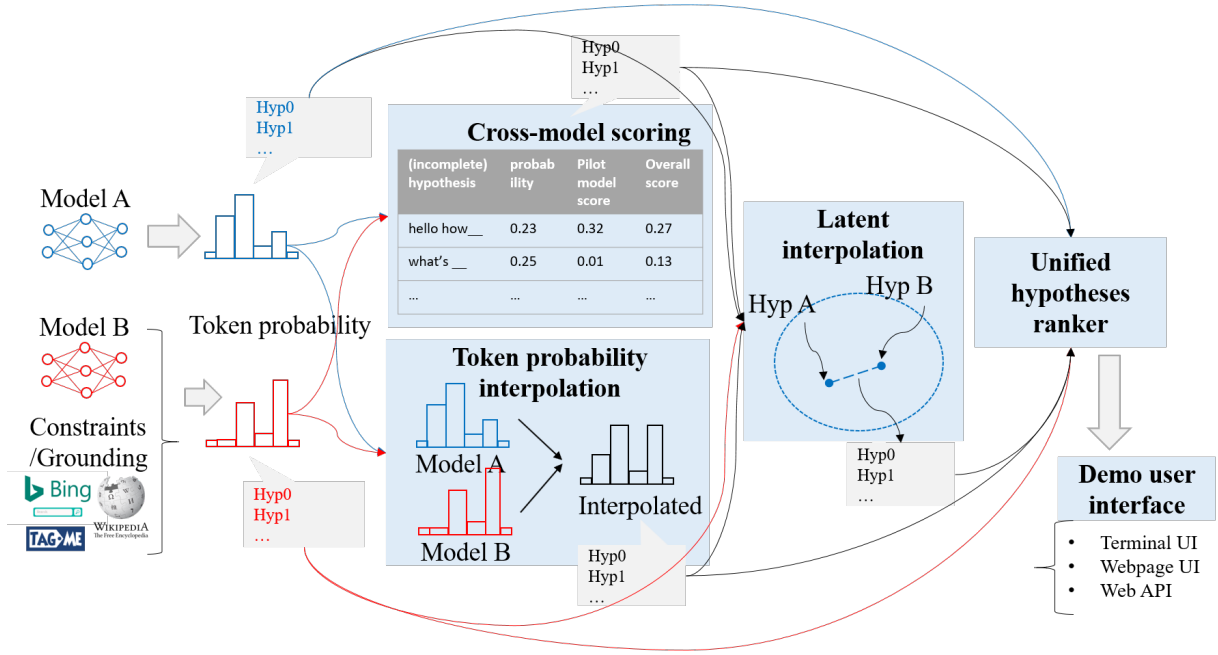 Hyp0
Hyp1
…
Hyp0
Hyp1
…
Cross-model scoring
(incomplete) hypothesis
probab
ility
Pilot
model
score
Overall
score
hello how__
0.23
0.32
0.27
what's __
0.25
0.01
0.13
…
…
…
…
Model A
Token probability
Model B
Constraints
/Grounding
Bing
WIKIPEDIA
The Free Encyclopedia
TAG ME
Hyp0
Hyp1
…
Token probability
interpolation
Model A
Model B
Interpolated
Hyp0
Hyp1
…
Latent
interpolation
Hyp A
Hyp B
Hyp0
Hyp1
…
Unified
hypotheses
ranker
Demo user
interface
• Terminal UI
• Webpage UI
• Web API